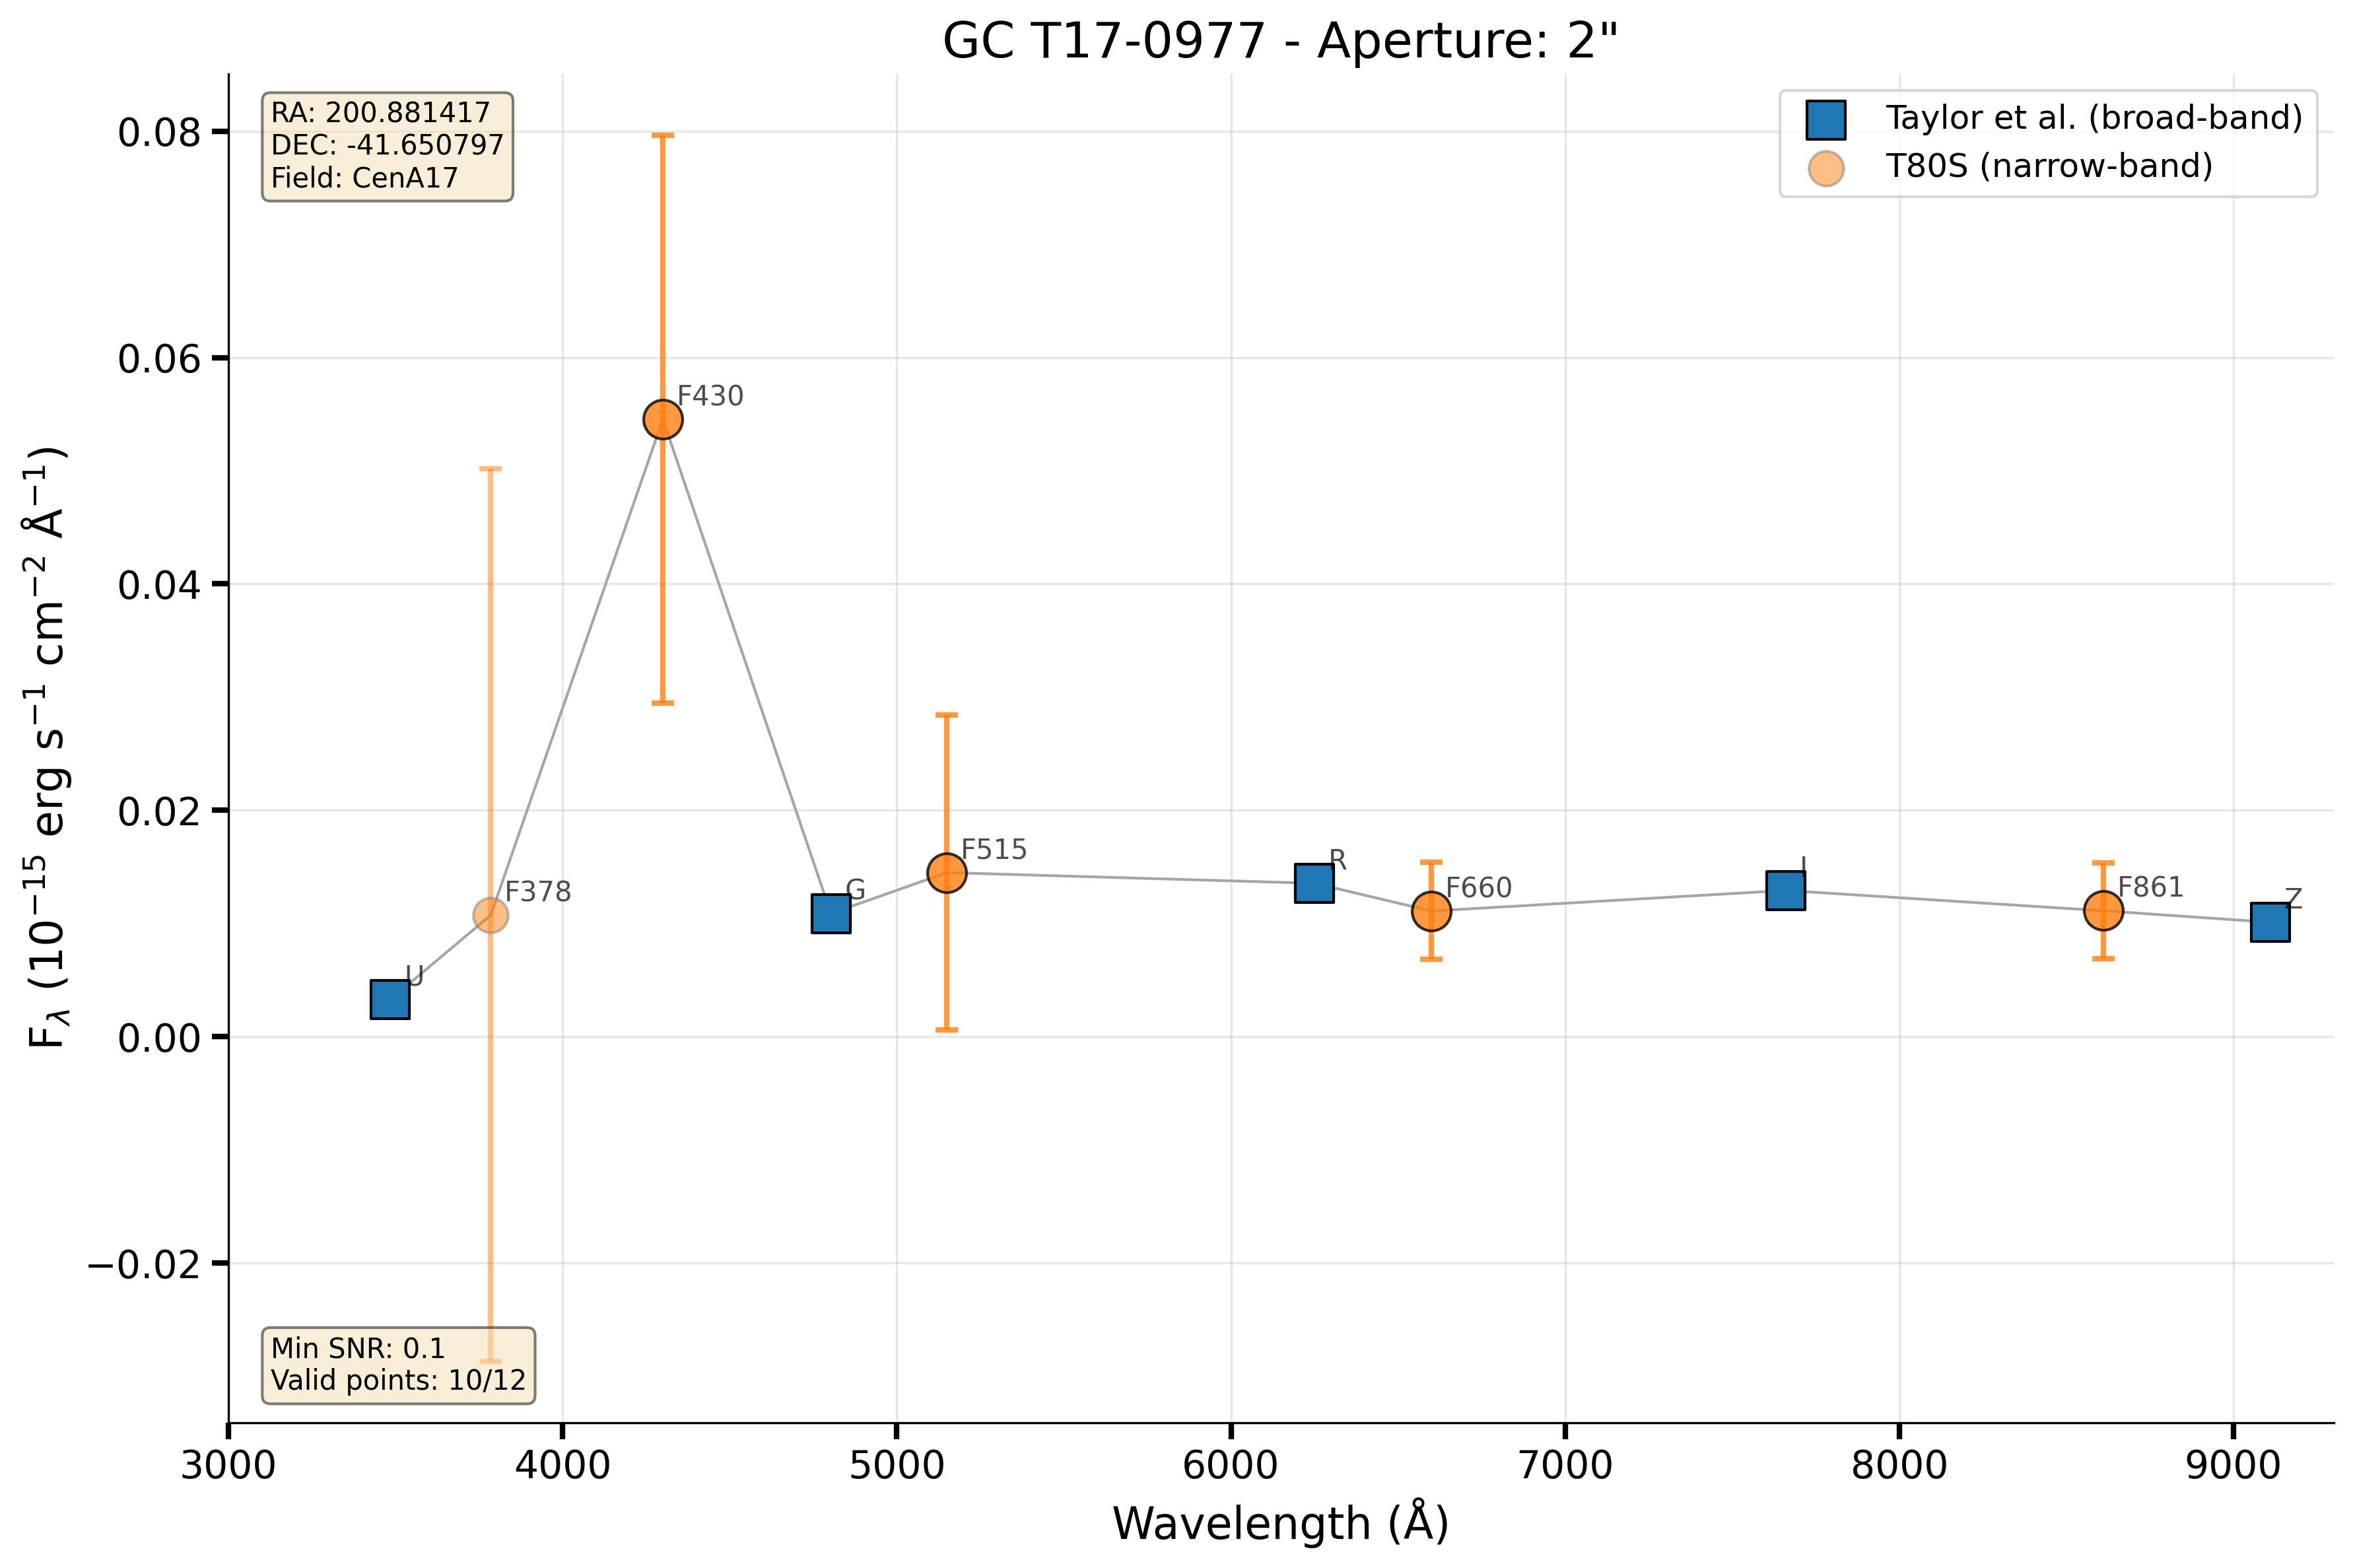 GC T17-0977 - Aperture: 2"
RA: 200.881417
DEC: -41.650797
Field: CenA17
Taylor et al. (broad-band)
T80S (narrow-band)
0.08
0.06
0.04
0.02
0.00
−0.02
F_λ (10⁻¹⁵ erg s⁻¹ cm⁻² Å⁻¹)
U
F378
F430
G
F515
R
F660
I
F861
Z
Min SNR: 0.1
Valid points: 10/12
3000 4000 5000 6000 7000 8000 9000
Wavelength (Å)